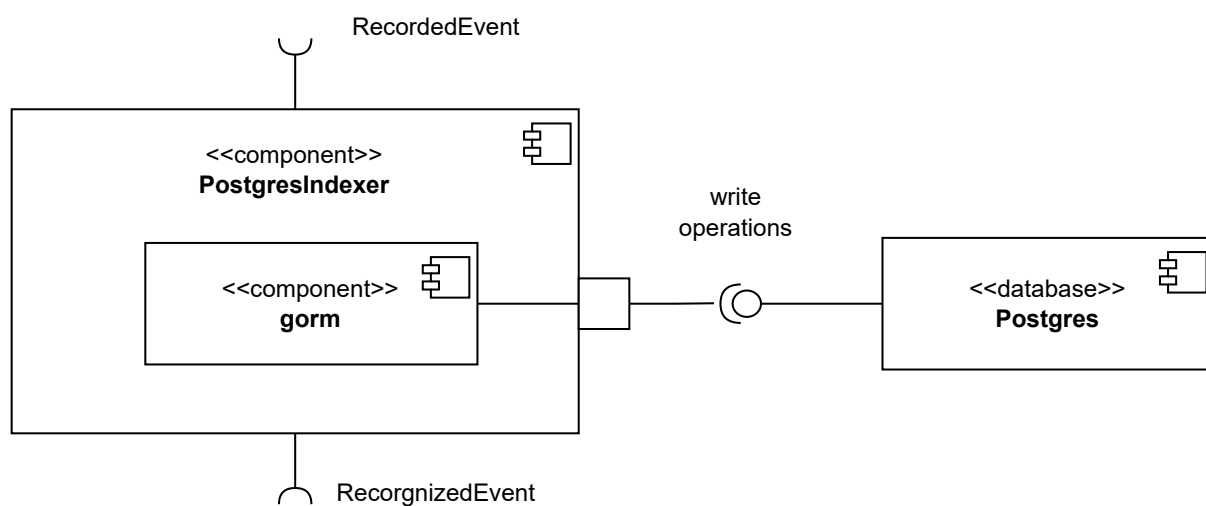 RecordedEvent
<<component>>
PostgresIndexer
write
operations
<<component>>
gorm
<<database>>
Postgres
RecorgnizedEvent